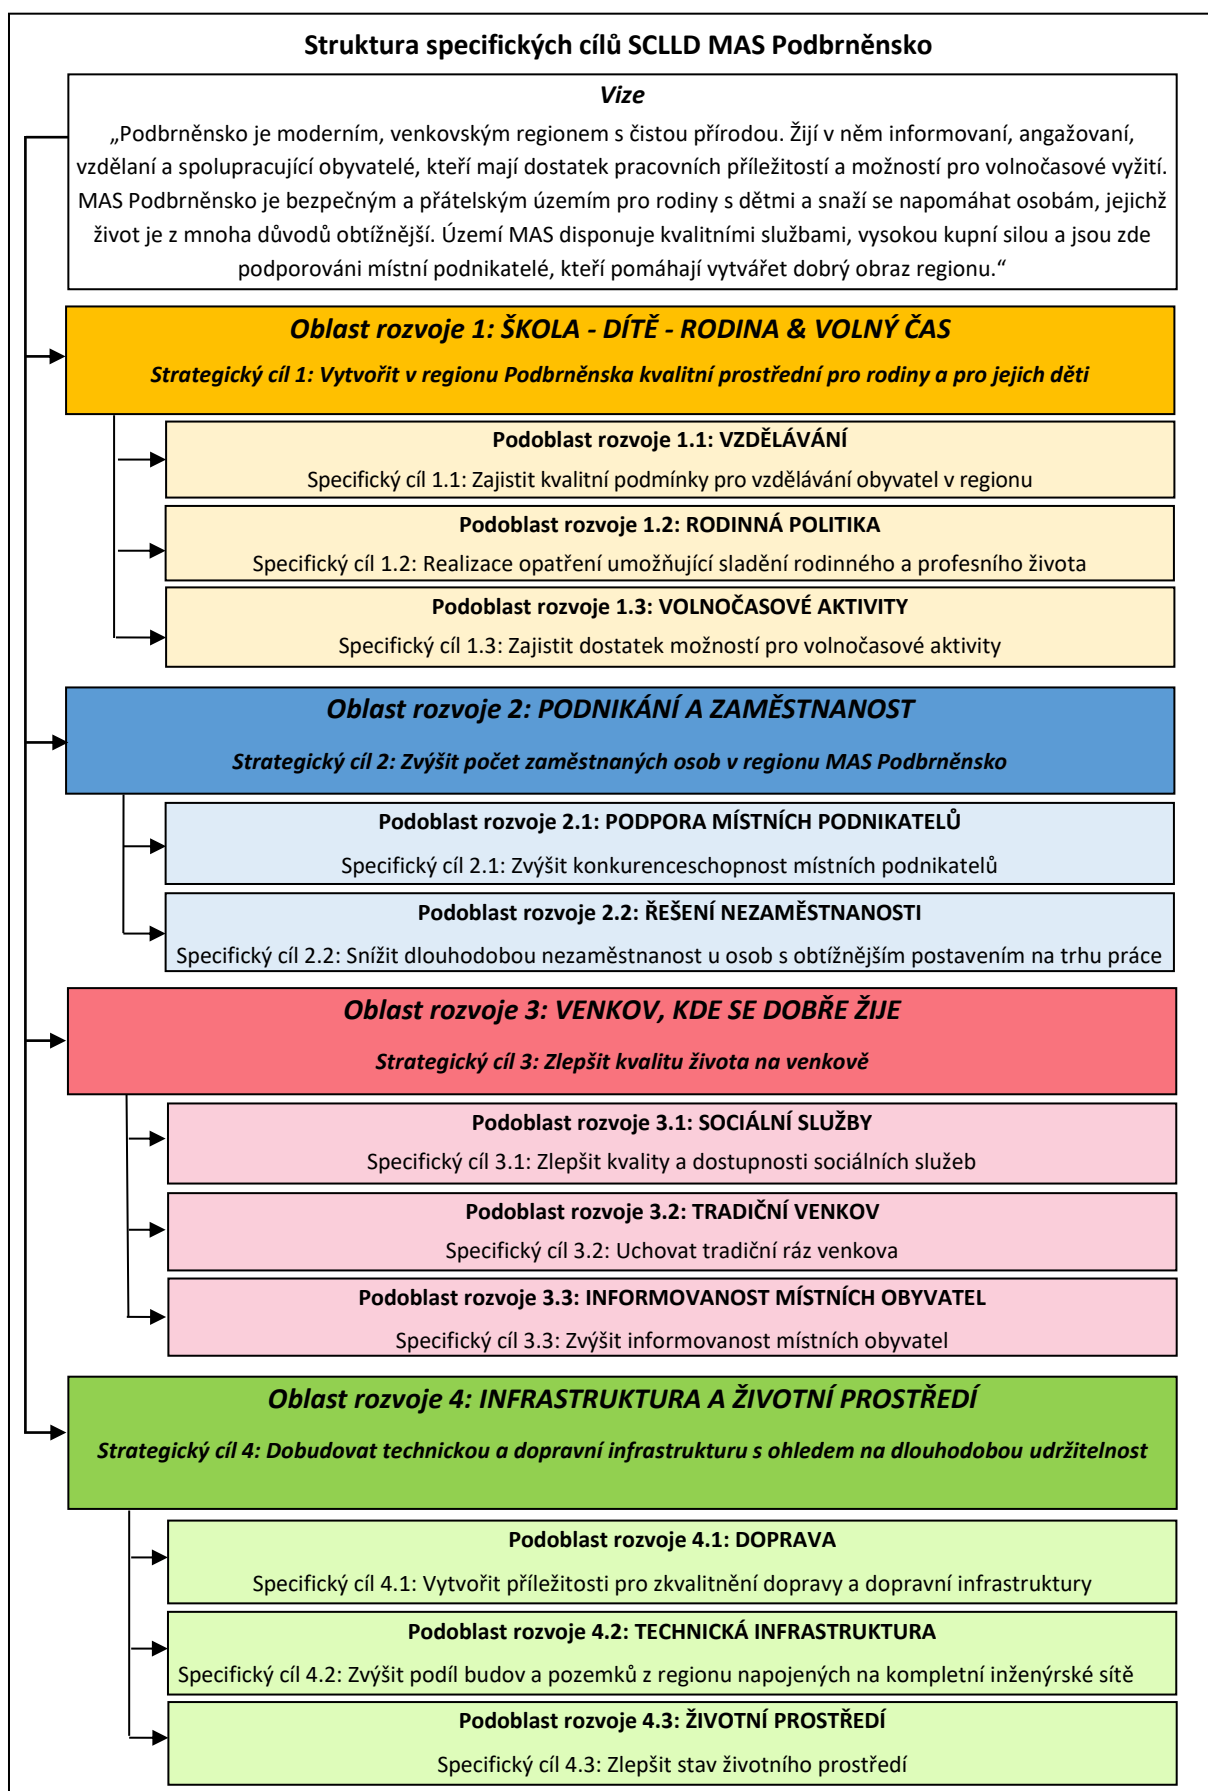 Struktura specifických cílů SCLLD MAS Podbrněnsko
Vize
„Podbrněnsko je moderním, venkovským regionem s čistou přírodou. Žijí v něm informovaní, angažovaní,
vzdělaní a spolupracující obyvatelé, kteří mají dostatek pracovních příležitostí a možností pro volnočasové vyžití.
MAS Podbrněnsko je bezpečným a přátelským územím pro rodiny s dětmi a snaží se napomáhat osobám, jejichž
život je z mnoha důvodů obtížnější. Území MAS disponuje kvalitními službami, vysokou kupní silou a jsou zde
podporováni místní podnikatelé, kteří pomáhají vytvářet dobrý obraz regionu.“
Oblast rozvoje 1: ŠKOLA - DÍTĚ - RODINA & VOLNÝ ČAS
Strategický cíl 1: Vytvořit v regionu Podbrněnska kvalitní prostřední pro rodiny a pro jejich děti
Podoblast rozvoje 1.1: VZDĚLÁVÁNÍ
Specifický cíl 1.1: Zajistit kvalitní podmínky pro vzdělávání obyvatel v regionu
Podoblast rozvoje 1.2: RODINNÁ POLITIKA
Specifický cíl 1.2: Realizace opatření umožňující sladění rodinného a profesního života
Podoblast rozvoje 1.3: VOLNOČASOVÉ AKTIVITY
Specifický cíl 1.3: Zajistit dostatek možností pro volnočasové aktivity
Oblast rozvoje 2: PODNIKÁNÍ A ZAMĚSTNANOST
Strategický cíl 2: Zvýšit počet zaměstnaných osob v regionu MAS Podbrněnsko
Podoblast rozvoje 2.1: PODPORA MÍSTNÍCH PODNIKATELŮ
Specifický cíl 2.1: Zvýšit konkurenceschopnost místních podnikatelů
Podoblast rozvoje 2.2: ŘEŠENÍ NEZAMĚSTNANOSTI
Specifický cíl 2.2: Snížit dlouhodobou nezaměstnanost u osob s obtížnějším postavením na trhu práce
Oblast rozvoje 3: VENKOV, KDE SE DOBŘE ŽIJE
Strategický cíl 3: Zlepšit kvalitu života na venkově
Podoblast rozvoje 3.1: SOCIÁLNÍ SLUŽBY
Specifický cíl 3.1: Zlepšit kvality a dostupnosti sociálních služeb
Podoblast rozvoje 3.2: TRADIČNÍ VENKOV
Specifický cíl 3.2: Uchovat tradiční ráz venkova
Podoblast rozvoje 3.3: INFORMOVANOST MÍSTNÍCH OBYVATEL
Specifický cíl 3.3: Zvýšit informovanost místních obyvatel
Oblast rozvoje 4: INFRASTRUKTURA A ŽIVOTNÍ PROSTŘEDÍ
Strategický cíl 4: Dobudovat technickou a dopravní infrastrukturu s ohledem na dlouhodobou udržitelnost
Podoblast rozvoje 4.1: DOPRAVA
Specifický cíl 4.1: Vytvořit příležitosti pro zkvalitnění dopravy a dopravní infrastruktury
Podoblast rozvoje 4.2: TECHNICKÁ INFRASTRUKTURA
Specifický cíl 4.2: Zvýšit podíl budov a pozemků z regionu napojených na kompletní inženýrské sítě
Podoblast rozvoje 4.3: ŽIVOTNÍ PROSTŘEDÍ
Specifický cíl 4.3: Zlepšit stav životního prostředí